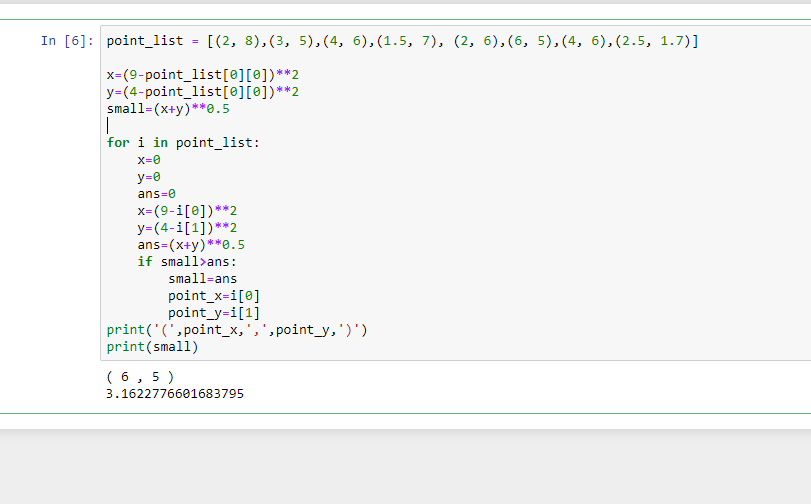 In [6]: point_list = [(2, 8),(3, 5),(4, 6),(1.5, 7), (2, 6),(6, 5),(4, 6),(2.5, 1.7)]
x=(9-point_list[0][0])**2
y=(4-point_list[0][0])**2
small=(x+y)**0.5
for i in point_list:
    x=0
    y=0
    ans=0
    x=(9-i[0])**2
    y=(4-i[1])**2
    ans=(x+y)**0.5
    if small>ans:
        small=ans
        point_x=i[0]
        point_y=i[1]
print('(',point_x,',',point_y,')')
print(small)
( 6 , 5 )
3.1622776601683795